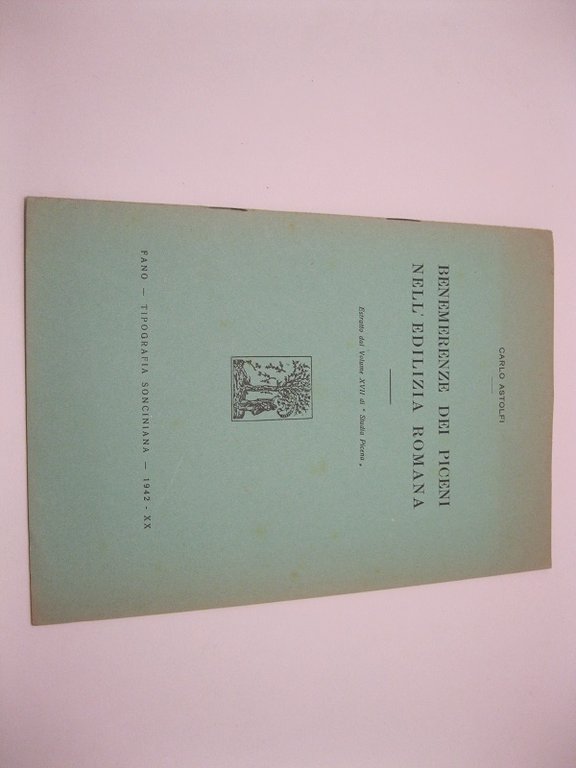 CARLO ASTOLFI
BENEMERENZE DEI PICENI
NELL' EDILIZIA ROMANA
Estratto dal Volume XVII di " Studia Picena „
FANO — TIPOGRAFIA SONCINIANA — 1942 - XX